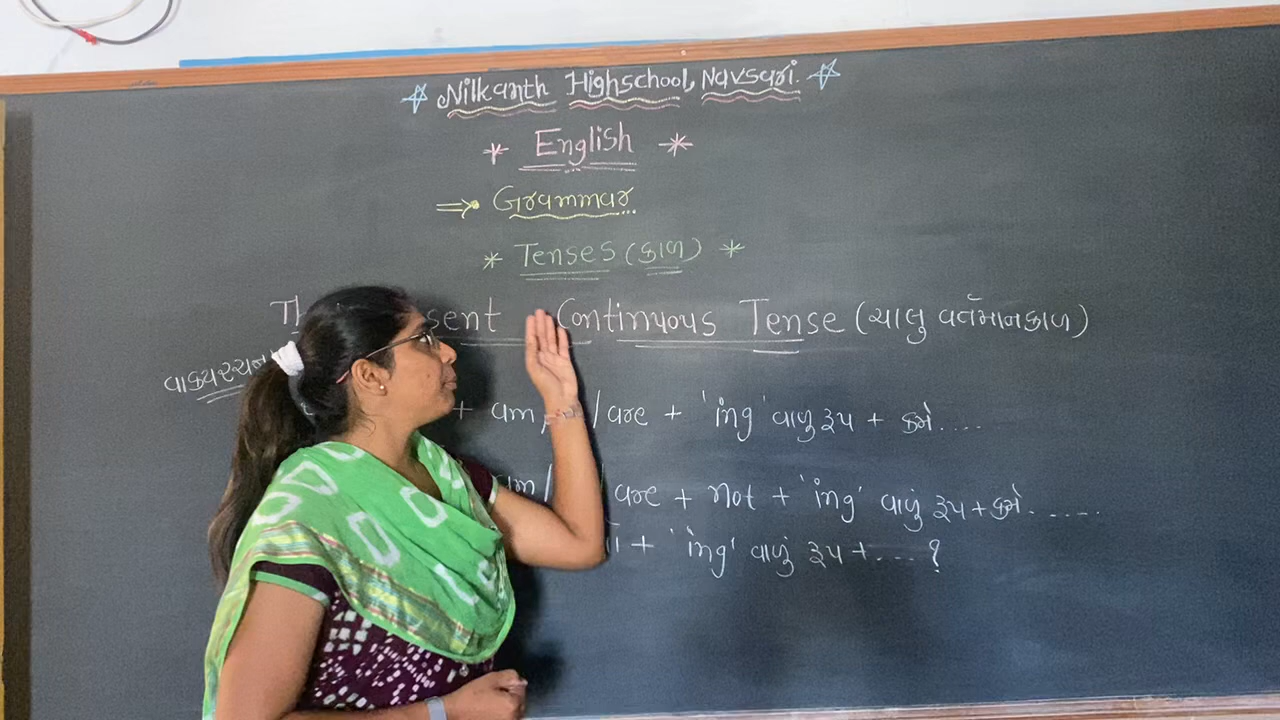 Nilkanth Highschool, Navsari.
* English *
⇒ Grammar
* Tenses (કાળ) *
sent Continuous Tense (ચાલુ વર્તમાનકાળ)
વાક્યરચના
+ am /are + 'ing' વાળુ રૂપ + કર્મ....
am/ are + not + 'ing' વાળું રૂપ + કર્મ.....
+ 'ing' વાળું રૂપ +....?